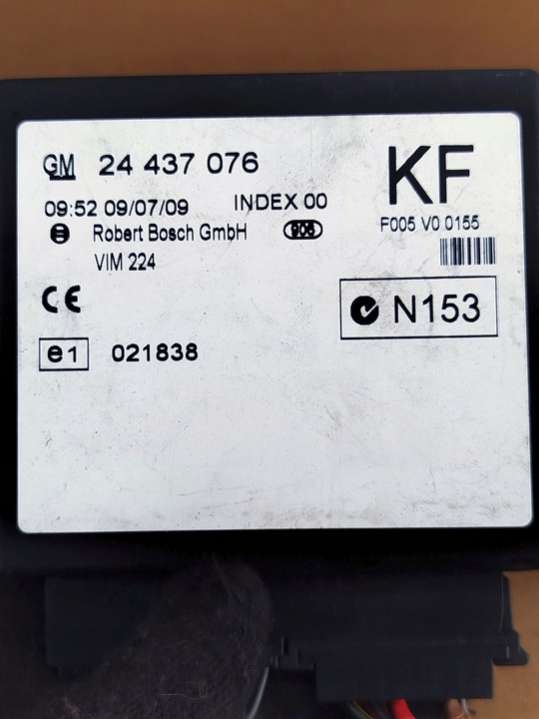 GM 24 437 076
KF
09:52 09/07/09 INDEX 00
F005 V0 0155
Robert Bosch GmbH
VIM 224
CE
N153
e1 021838